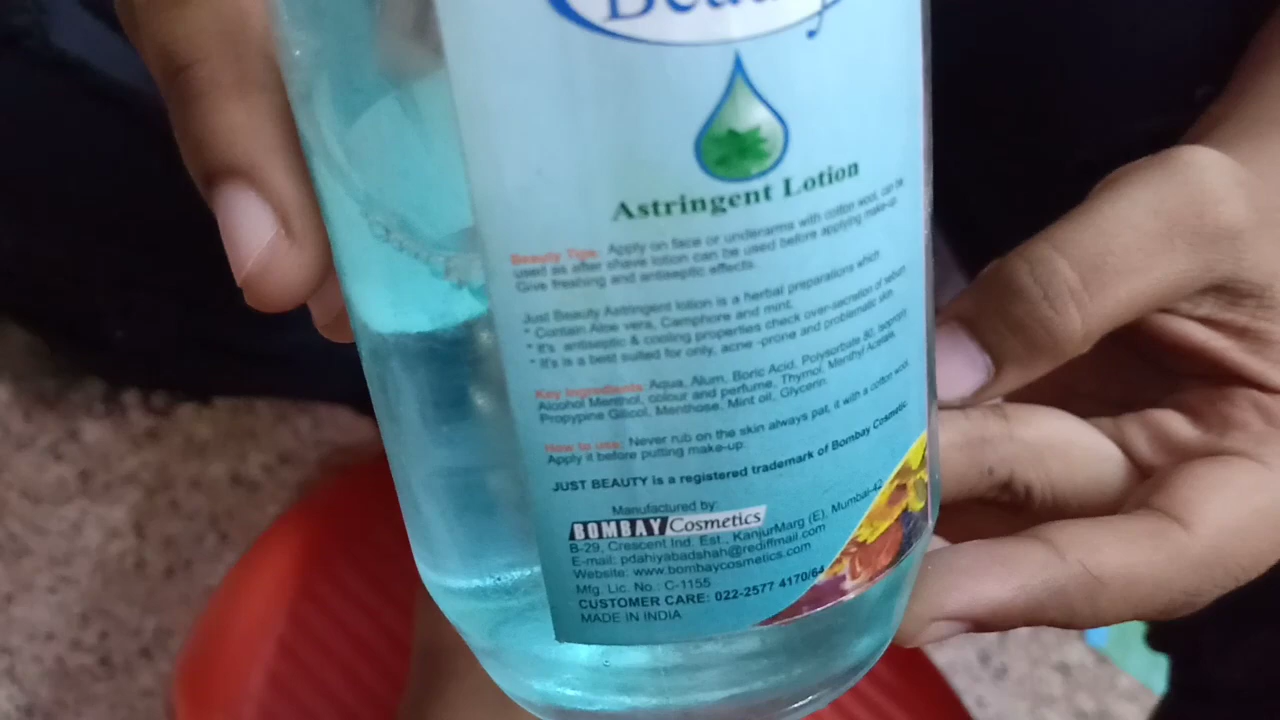 Beauty
Astringent Lotion
Beauty Tips: Apply on face or underarms with cotton wool, can be
used as after shave lotion can be used before applying make-up
Give freshing and antiseptic effects.
Just Beauty Astringent lotion is a herbal preparations which
* Contain Aloe vera, Camphore and mint.
* It's antiseptic & cooling properties check over-secretion of sebum
* It's is a best suited for only, acne -prone and problematic skin
Key Ingredients: Aqua, Alum, Boric Acid, Polysorbate 80, Isopropyl
Alcohol Menthol, colour and perfume, Thymol, Menthyl Acetate,
Propypine Glicol, Menthose, Mint oil, Glycerin.
How to use: Never rub on the skin always pat, it with a cotton wool.
Apply it before putting make-up.
JUST BEAUTY is a registered trademark of Bombay Cosmetic
Manufactured by:
BOMBAY Cosmetics
B-29, Crescent Ind. Est., KanjurMarg (E), Mumbai-42
E-mail: pdahiyabadshah@rediffmail.com
Website: www.bombaycosmetics.com
Mfg. Lic. No.: C-1155
CUSTOMER CARE: 022-2577 4170/64
MADE IN INDIA